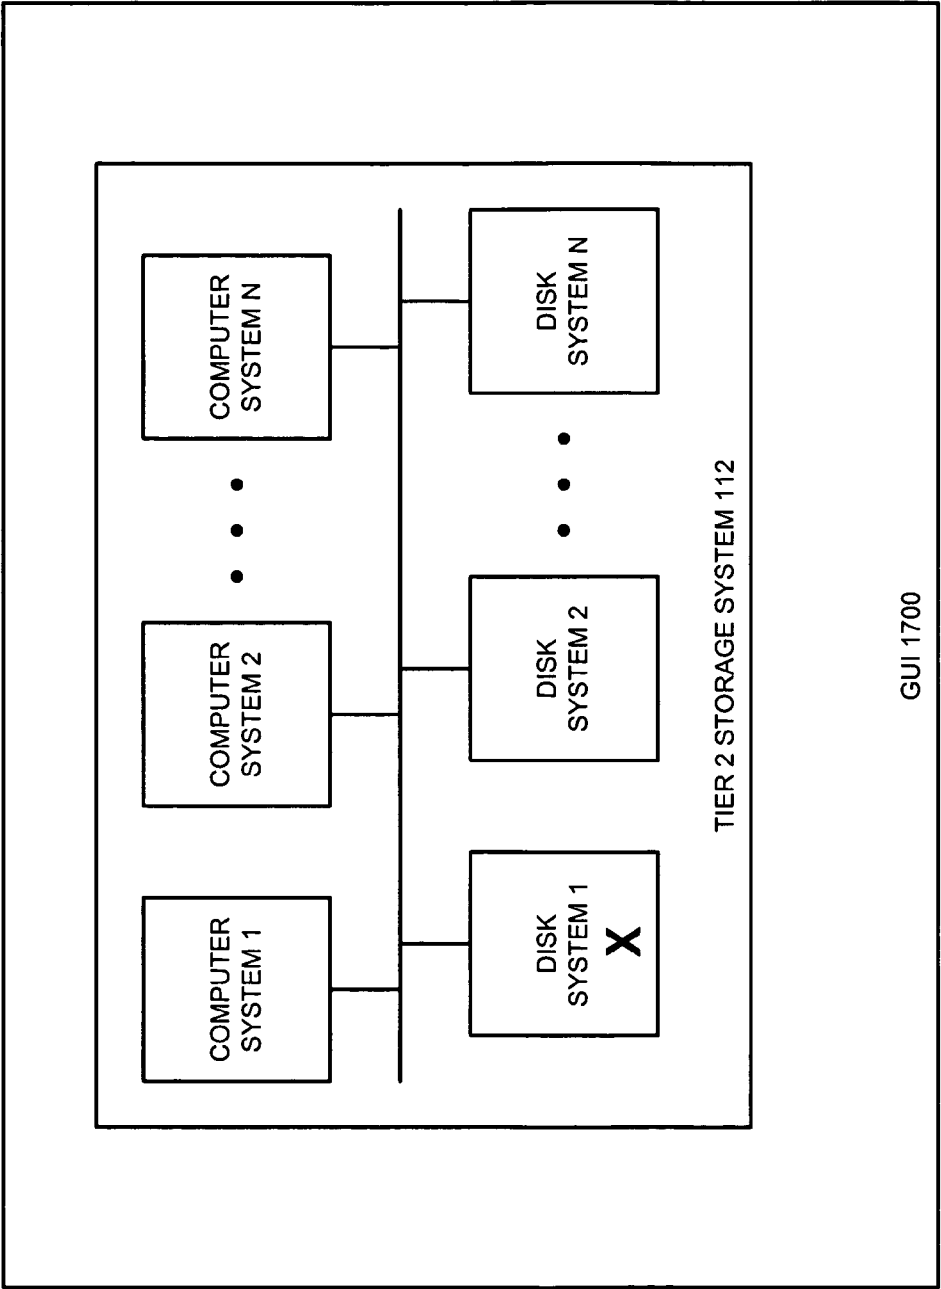 COMPUTER
SYSTEM 1
COMPUTER
SYSTEM 2
COMPUTER
SYSTEM N
DISK
SYSTEM 1
X
DISK
SYSTEM 2
DISK
SYSTEM N
TIER 2 STORAGE SYSTEM 112
GUI 1700